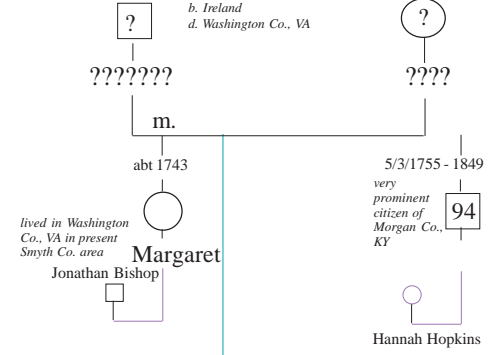 ?
b. Ireland
d. Washington Co., VA
?
???????
????
m.
abt 1743
5/3/1755 - 1849
very
prominent
citizen of
Morgan Co.,
KY
94
lived in Washington
Co., VA in present
Smyth Co. area
Margaret
Jonathan Bishop
Hannah Hopkins